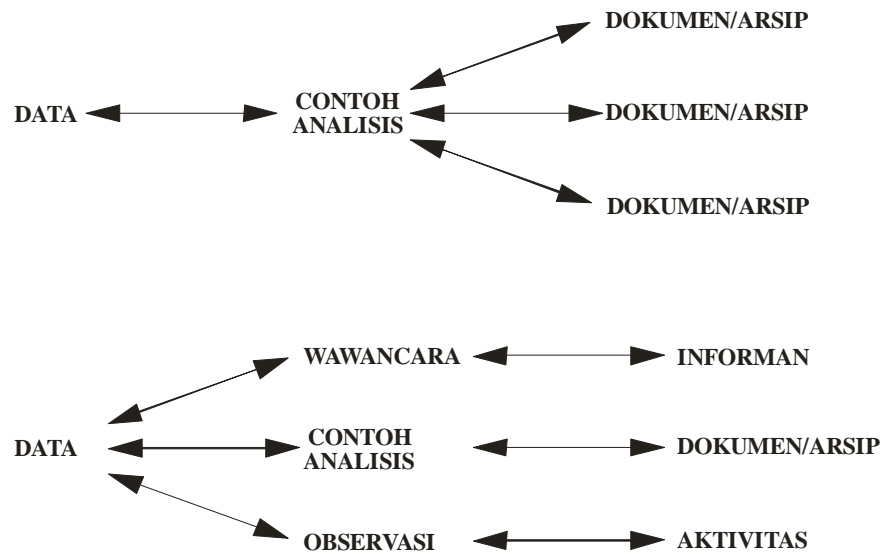 DOKUMEN/ARSIP
DATA
CONTOH
ANALISIS
DOKUMEN/ARSIP
DOKUMEN/ARSIP
WAWANCARA
INFORMAN
DATA
CONTOH
ANALISIS
DOKUMEN/ARSIP
OBSERVASI
AKTIVITAS